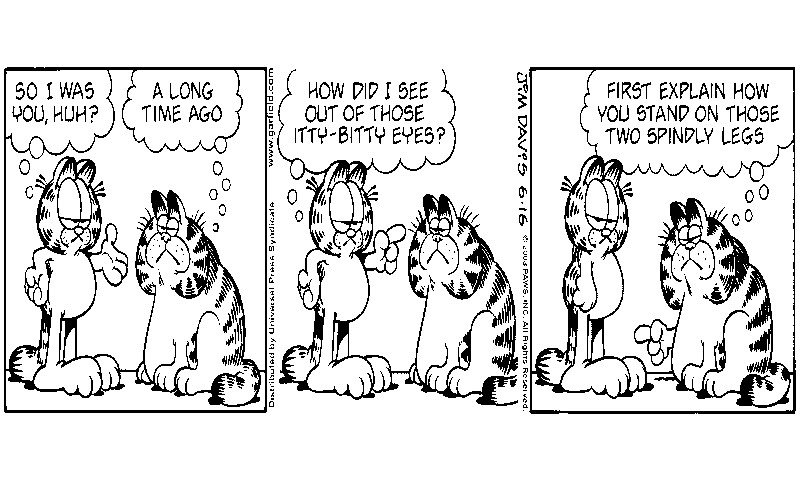 SO I WAS
YOU, HUH?
A LONG
TIME AGO
www.garfield.com
Distributed by Universal Press Syndicate
HOW DID I SEE
OUT OF THOSE
ITTY-BITTY EYES?
JIM DAVIS 6-16
© 2003 PAWS, INC. All Rights Reserved.
FIRST EXPLAIN HOW
YOU STAND ON THOSE
TWO SPINDLY LEGS